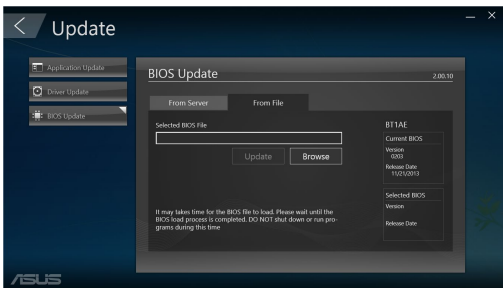 Update
Application Update
Driver Update
BIOS Update
BIOS Update
2.00.10
From Server
From File
Selected BIOS File
Update
Browse
It may takes time for the BIOS file to load. Please wait until the
BIOS load process is completed. DO NOT shut down or run pro-
grams during this time
BT1AE
Current BIOS
Version
0203
Release Date
11/21/2013
Selected BIOS
Version
Release Date
ASUS